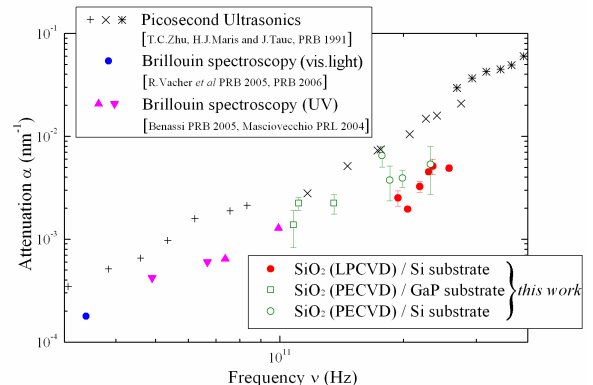 Picosecond Ultrasonics
[T.C.Zhu, H.J.Maris and J.Tauc, PRB 1991]
Brillouin spectroscopy (vis.light)
[R.Vacher et al PRB 2005, PRB 2006]
Brillouin spectroscopy (UV)
[Benassi PRB 2005, Masciovecchio PRL 2004]
10⁻¹
10⁻²
10⁻³
10⁻⁴
Attenuation α (nm⁻¹)
SiO₂ (LPCVD) / Si substrate
SiO₂ (PECVD) / GaP substrate
SiO₂ (PECVD) / Si substrate
this work
10¹¹
Frequency ν (Hz)